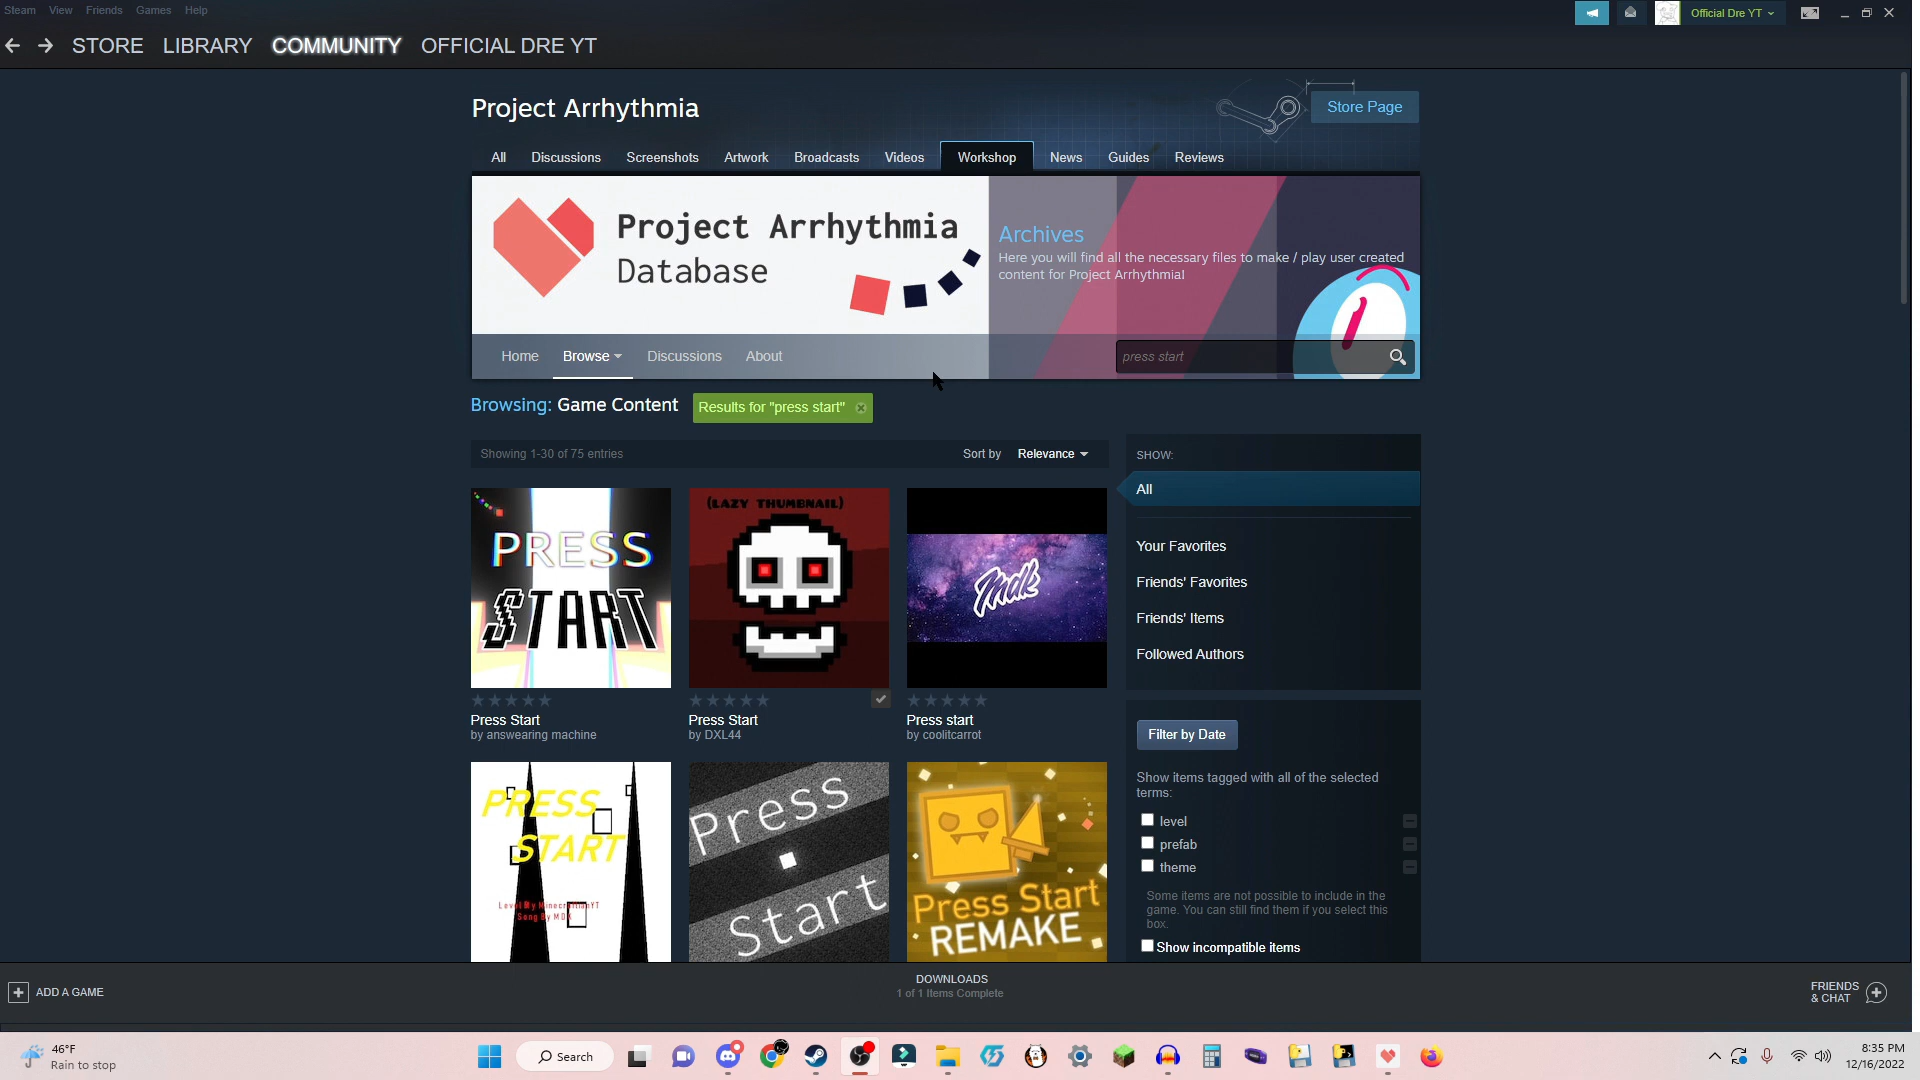 Steam View Friends Games Help
Official Dre YT
STORE LIBRARY COMMUNITY OFFICIAL DRE YT
Project Arrhythmia
Store Page
All Discussions Screenshots Artwork Broadcasts Videos Workshop News Guides Reviews
Project Arrhythmia
Database
Archives
Here you will find all the necessary files to make / play user created
content for Project Arrhythmia!
Home Browse Discussions About
press start
Browsing: Game Content
Results for "press start"
Showing 1-30 of 75 entries
Sort by Relevance
SHOW:
All
Your Favorites
Friends' Favorites
Friends' Items
Followed Authors
PRESS
START
(LAZY THUMBNAIL)
Mdk
Press Start
by answearing machine
Press Start
by DXL44
Press start
by coolitcarrot
Filter by Date
Show items tagged with all of the selected
terms:
level
prefab
theme
Some items are not possible to include in the
game. You can still find them if you select this
box.
Show incompatible items
PRESS
START
Song By MDK
Press
Start
Press Start
REMAKE
ADD A GAME
DOWNLOADS
1 of 1 Items Complete
FRIENDS
& CHAT
46°F
Rain to stop
Search
8:35 PM
12/16/2022